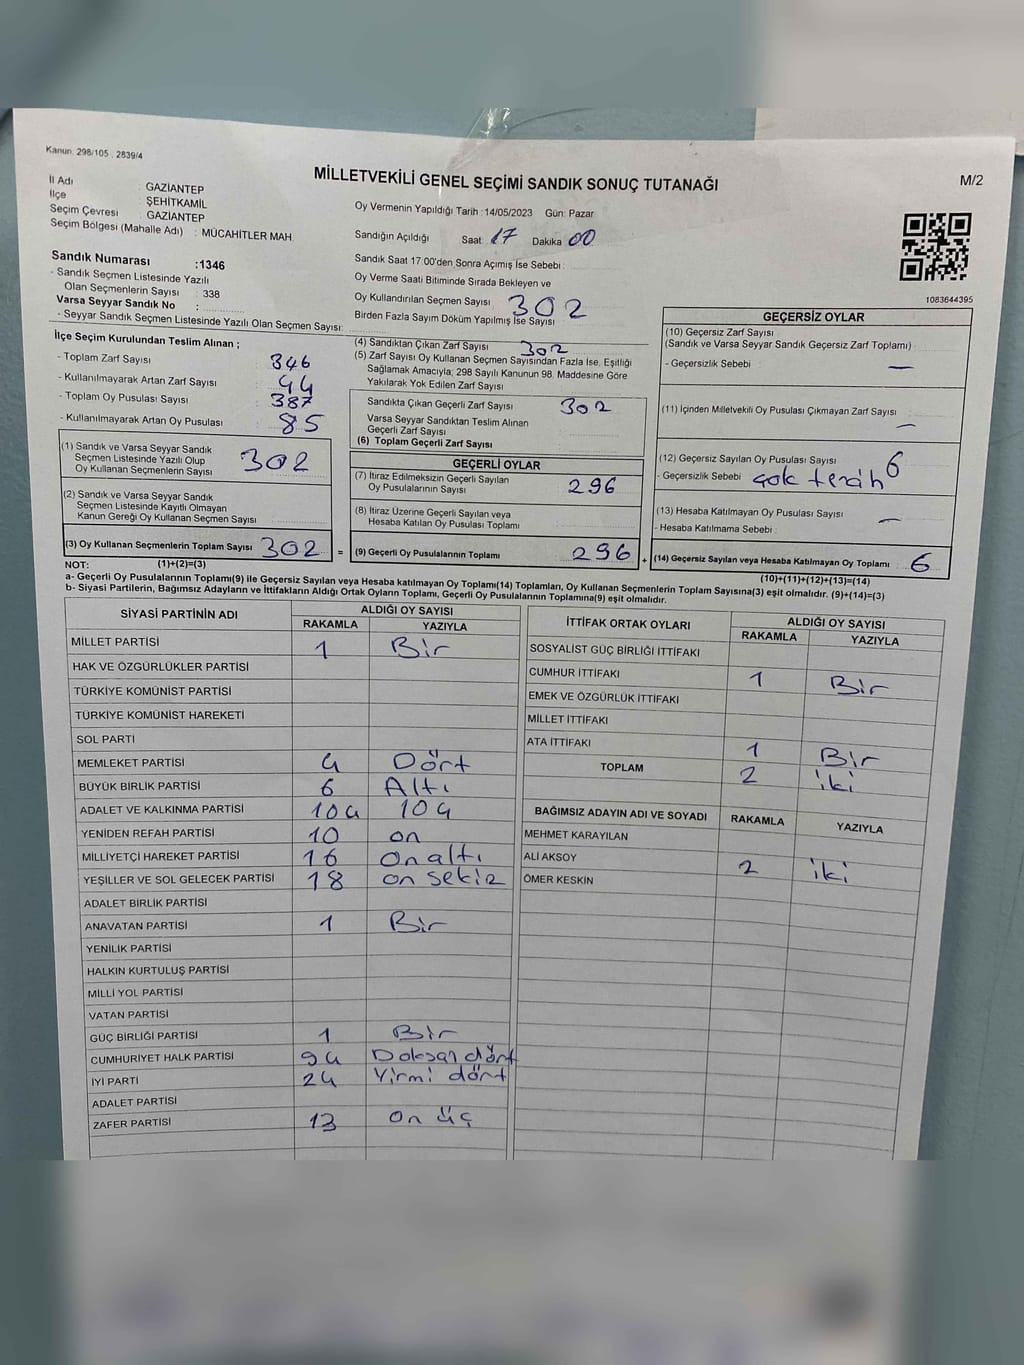 Kanun: 298/105 , 2839/4
MİLLETVEKİLİ GENEL SEÇİMİ SANDIK SONUÇ TUTANAĞI
M/2
İl Adı : GAZİANTEP
İlçe : ŞEHİTKAMİL
Seçim Çevresi : GAZİANTEP
Seçim Bölgesi (Mahalle Adı) : MÜCAHİTLER MAH
Sandık Numarası :1346
- Sandık Seçmen Listesinde Yazılı
Olan Seçmenlerin Sayısı : 338
Varsa Seyyar Sandık No :
- Seyyar Sandık Seçmen Listesinde Yazılı Olan Seçmen Sayısı:
Oy Vermenin Yapıldığı Tarih :14/05/2023 Gün: Pazar
Sandığın Açıldığı Saat 17 Dakika 00
Sandık Saat 17:00'den Sonra Açımış İse Sebebi :
Oy Verme Saati Bitiminde Sırada Bekleyen ve
Oy Kullandırılan Seçmen Sayısı 302
Birden Fazla Sayım Döküm Yapılmış İse Sayısı
1083644395
İlçe Seçim Kurulundan Teslim Alınan ;
- Toplam Zarf Sayısı : 346
- Kullanılmayarak Artan Zarf Sayısı : 44
- Toplam Oy Pusulası Sayısı : 387
- Kullanılmayarak Artan Oy Pusulası : 85
(1) Sandık ve Varsa Seyyar Sandık
Seçmen Listesinde Yazılı Olup
Oy Kullanan Seçmenlerin Sayısı 302
(2) Sandık ve Varsa Seyyar Sandık
Seçmen Listesinde Kayıtlı Olmayan
Kanun Gereği Oy Kullanan Seçmen Sayısı
(3) Oy Kullanan Seçmenlerin Toplam Sayısı 302
(4) Sandıktan Çıkan Zarf Sayısı 302
(5) Zarf Sayısı Oy Kullanan Seçmen Sayısından Fazla İse, Eşitliği
Sağlamak Amacıyla; 298 Sayılı Kanunun 98. Maddesine Göre
Yakılarak Yok Edilen Zarf Sayısı
Sandıkta Çıkan Geçerli Zarf Sayısı 302
Varsa Seyyar Sandıktan Teslim Alınan
Geçerli Zarf Sayısı
(6) Toplam Geçerli Zarf Sayısı
GEÇERLİ OYLAR
(7) İtiraz Edilmeksizin Geçerli Sayılan
Oy Pusulalarının Sayısı 296
(8) İtiraz Üzerine Geçerli Sayılan veya
Hesaba Katılan Oy Pusulası Toplamı
= (9) Geçerli Oy Pusulalarının Toplamı 296
GEÇERSİZ OYLAR
(10) Geçersiz Zarf Sayısı
(Sandık ve Varsa Seyyar Sandık Geçersiz Zarf Toplamı)
- Geçersizlik Sebebi : —
(11) İçinden Milletvekili Oy Pusulası Çıkmayan Zarf Sayısı : —
(12) Geçersiz Sayılan Oy Pusulası Sayısı : 6
- Geçersizlik Sebebi çok tercih
(13) Hesaba Katılmayan Oy Pusulası Sayısı : —
- Hesaba Katılmama Sebebi :
+ (14) Geçersiz Sayılan veya Hesaba Katılmayan Oy Toplamı : 6
NOT: (1)+(2)=(3)
(10)+(11)+(12)+(13)=(14)
a- Geçerli Oy Pusulalarının Toplamı(9) ile Geçersiz Sayılan veya Hesaba katılmayan Oy Toplamı(14) Toplamları, Oy Kullanan Seçmenlerin Toplam Sayısına(3) eşit olmalıdır. (9)+(14)=(3)
b- Siyasi Partilerin, Bağımsız Adayların ve İttifakların Aldığı Ortak Oyların Toplamı, Geçerli Oy Pusulalarının Toplamına(9) eşit olmalıdır.
SİYASİ PARTİNİN ADI ALDIĞI OY SAYISI
RAKAMLA YAZIYLA
MİLLET PARTİSİ 1 Bir
HAK VE ÖZGÜRLÜKLER PARTİSİ
TÜRKİYE KOMÜNİST PARTİSİ
TÜRKİYE KOMÜNİST HAREKETİ
SOL PARTİ
MEMLEKET PARTİSİ 4 Dört
BÜYÜK BİRLİK PARTİSİ 6 Altı
ADALET VE KALKINMA PARTİSİ 104 104
YENİDEN REFAH PARTİSİ 10 on
MİLLİYETÇİ HAREKET PARTİSİ 16 On altı
YEŞİLLER VE SOL GELECEK PARTİSİ 18 on sekiz
ADALET BİRLİK PARTİSİ
ANAVATAN PARTİSİ 1 Bir
YENİLİK PARTİSİ
HALKIN KURTULUŞ PARTİSİ
MİLLİ YOL PARTİSİ
VATAN PARTİSİ
GÜÇ BİRLİĞİ PARTİSİ 1 Bir
CUMHURİYET HALK PARTİSİ 94 Doksan dört
İYİ PARTİ 24 Yirmi dört
ADALET PARTİSİ
ZAFER PARTİSİ 13 on üç
İTTİFAK ORTAK OYLARI ALDIĞI OY SAYISI
RAKAMLA YAZIYLA
SOSYALİST GÜÇ BİRLİĞİ İTTİFAKI
CUMHUR İTTİFAKI 1 Bir
EMEK VE ÖZGÜRLÜK İTTİFAKI
MİLLET İTTİFAKI
ATA İTTİFAKI 1 Bir
TOPLAM 2 iki
BAĞIMSIZ ADAYIN ADI VE SOYADI RAKAMLA YAZIYLA
MEHMET KARAYILAN
ALİ AKSOY 2 iki
ÖMER KESKİN